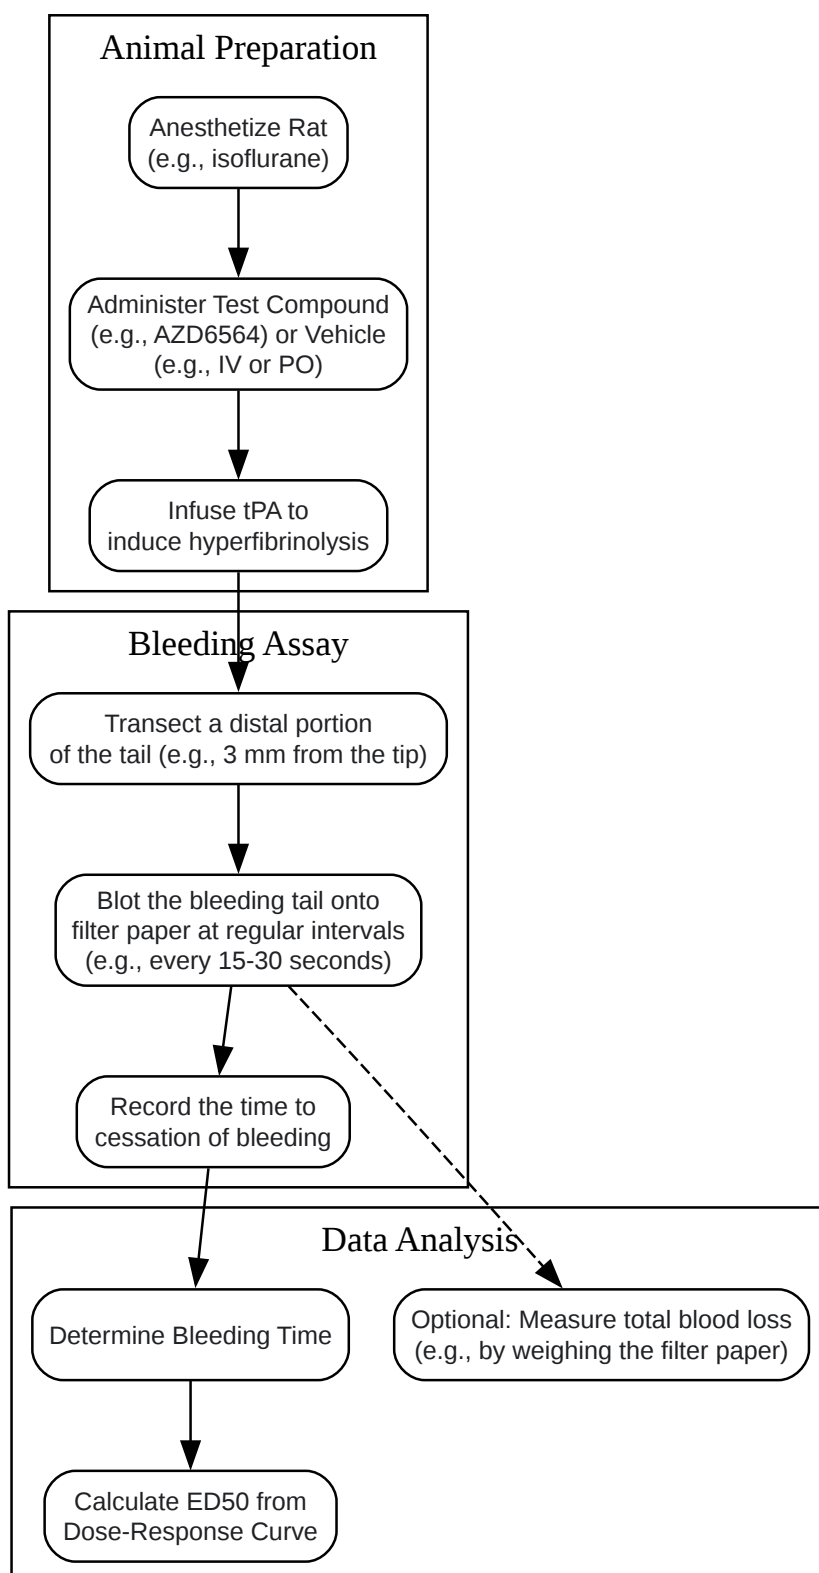 Animal Preparation
Anesthetize Rat
(e.g., isoflurane)
Administer Test Compound
(e.g., AZD6564) or Vehicle
(e.g., IV or PO)
Infuse tPA to
induce hyperfibrinolysis
Bleeding Assay
Transect a distal portion
of the tail (e.g., 3 mm from the tip)
Blot the bleeding tail onto
filter paper at regular intervals
(e.g., every 15-30 seconds)
Record the time to
cessation of bleeding
Data Analysis
Determine Bleeding Time
Optional: Measure total blood loss
(e.g., by weighing the filter paper)
Calculate ED50 from
Dose-Response Curve